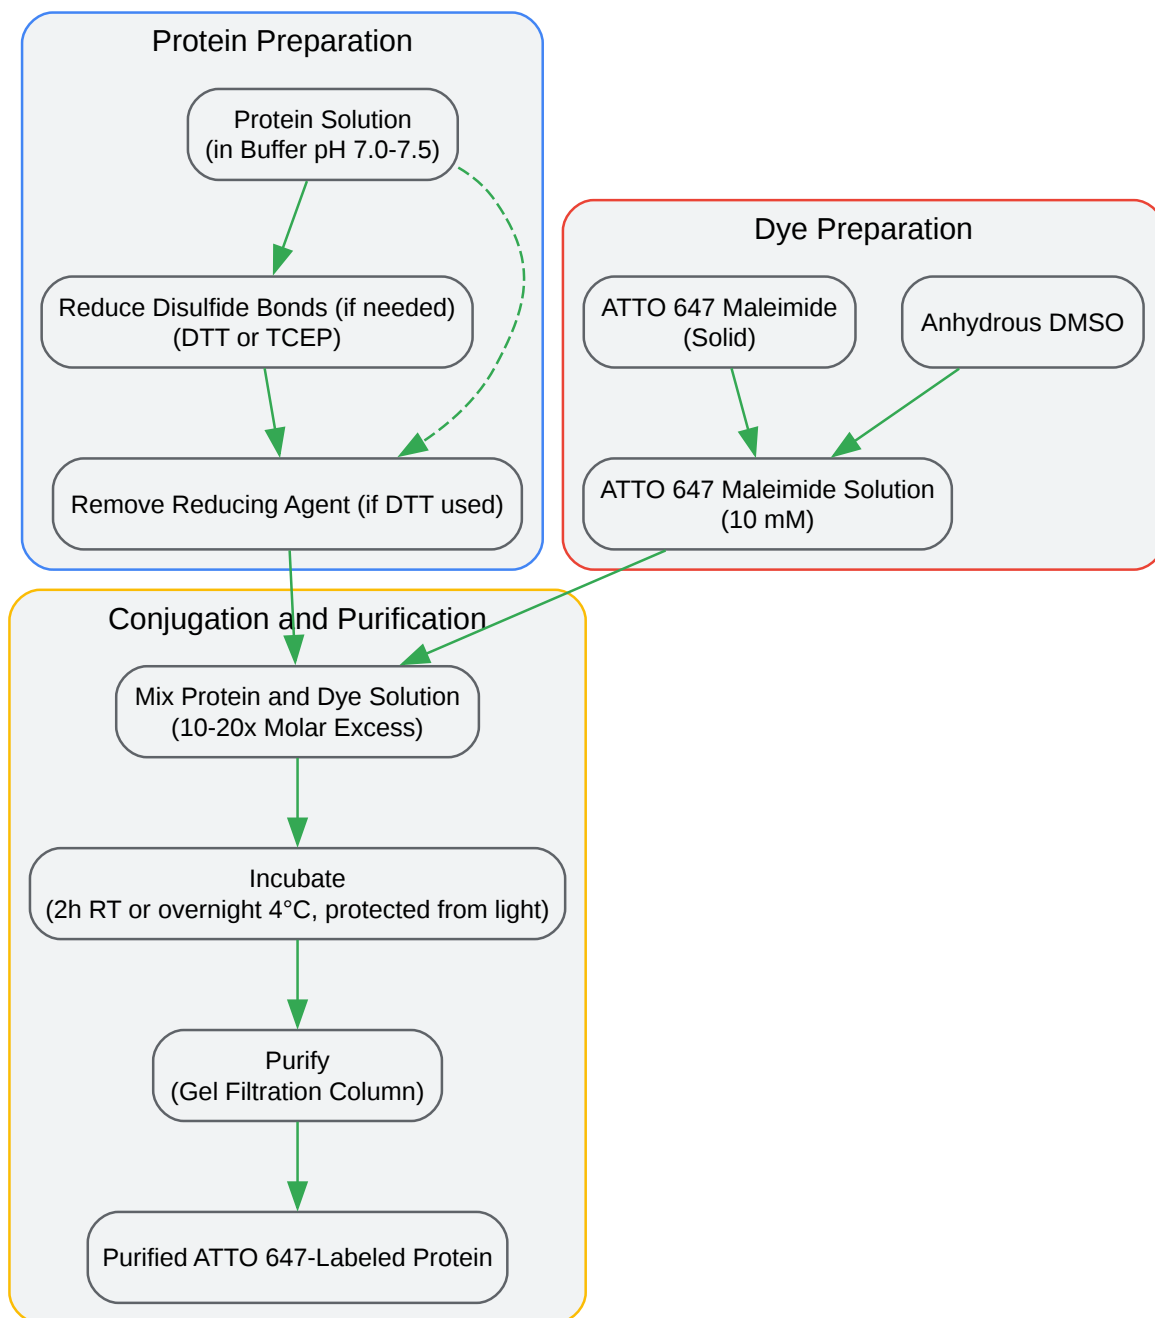 Protein Preparation
Protein Solution
(in Buffer pH 7.0-7.5)
Reduce Disulfide Bonds (if needed)
(DTT or TCEP)
Remove Reducing Agent (if DTT used)
Dye Preparation
ATTO 647 Maleimide
(Solid)
Anhydrous DMSO
ATTO 647 Maleimide Solution
(10 mM)
Conjugation and Purification
Mix Protein and Dye Solution
(10-20x Molar Excess)
Incubate
(2h RT or overnight 4°C, protected from light)
Purify
(Gel Filtration Column)
Purified ATTO 647-Labeled Protein